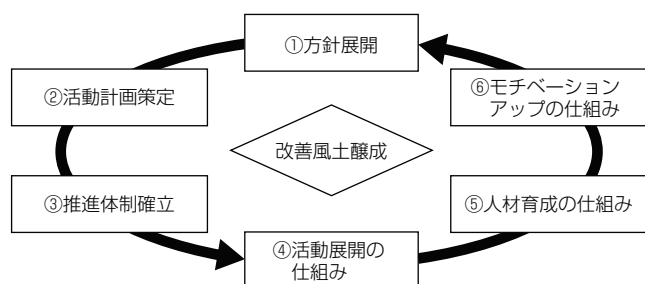 ①方針展開
②活動計画策定
③推進体制確立
④活動展開の
仕組み
⑤人材育成の仕組み
⑥モチベーション
アップの仕組み
改善風土醸成